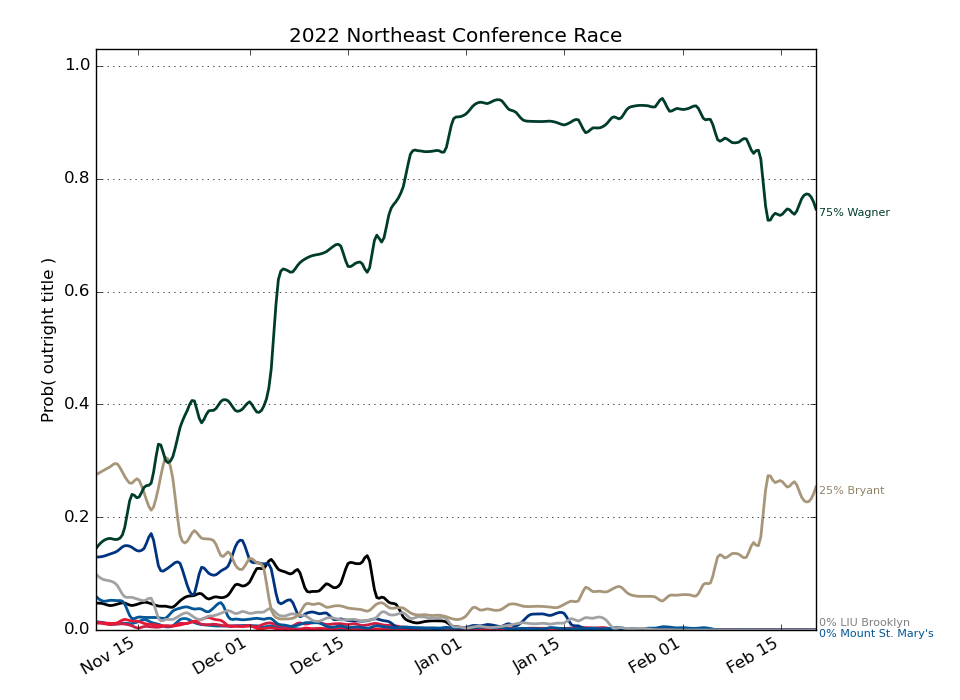 2022 Northeast Conference Race
Prob( outright title )
1.0
0.8
0.6
0.4
0.2
0.0
Nov 15
Dec 01
Dec 15
Jan 01
Jan 15
Feb 01
Feb 15
75% Wagner
25% Bryant
0% LIU Brooklyn
0% Mount St. Mary's